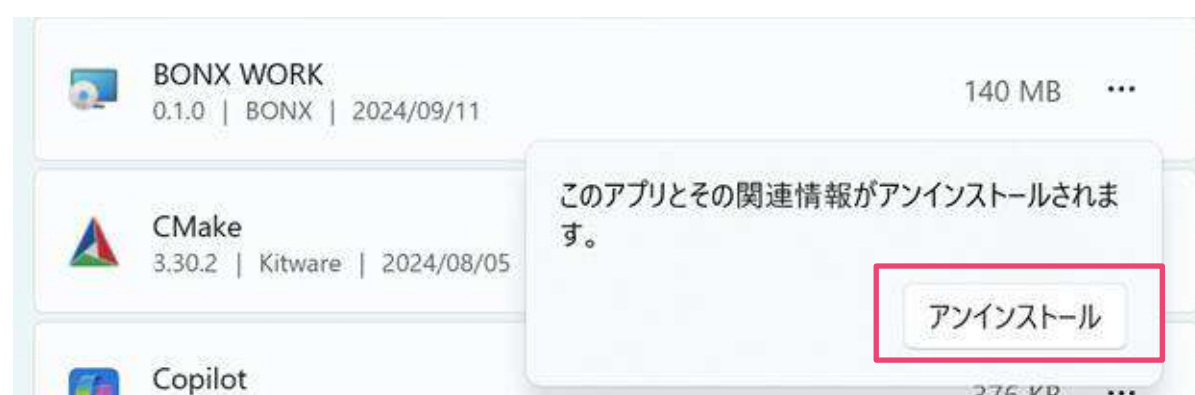 BONX WORK
0.1.0 | BONX | 2024/09/11
140 MB
このアプリとその関連情報がアンインストールされま
す。
アンインストール
CMake
3.30.2 | Kitware | 2024/08/05
Copilot
376 KB